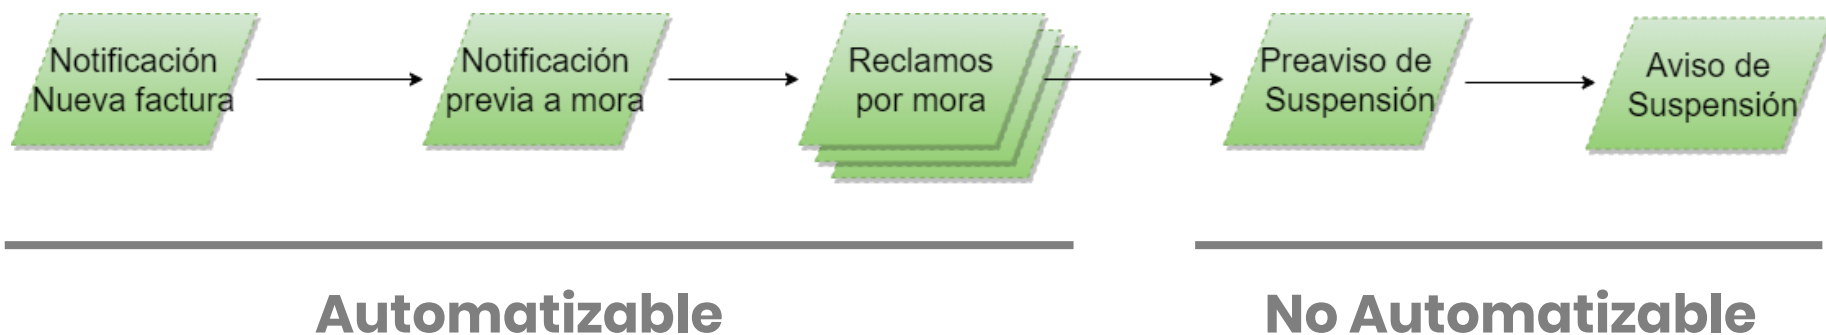 Notificación
Nueva factura
Notificación
previa a mora
Reclamos
por mora
Preaviso de
Suspensión
Aviso de
Suspensión
Automatizable
No Automatizable